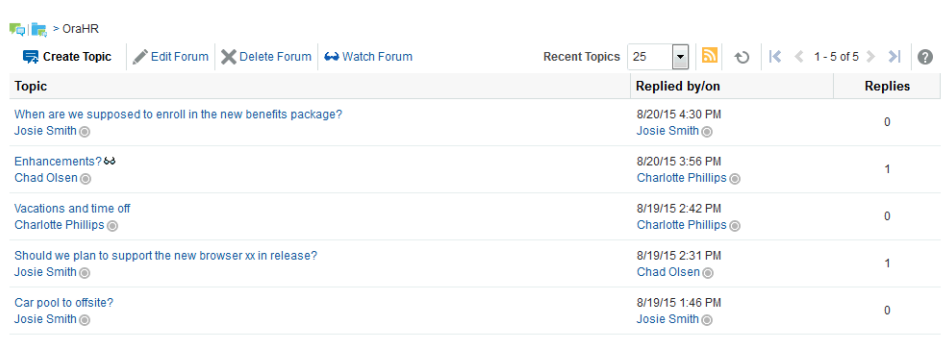 > OraHR
Create Topic Edit Forum Delete Forum Watch Forum Recent Topics 25 1 - 5 of 5
Topic Replied by/on Replies
When are we supposed to enroll in the new benefits package? 8/20/15 4:30 PM
Josie Smith Josie Smith 0
Enhancements? 8/20/15 3:56 PM
Chad Olsen Charlotte Phillips 1
Vacations and time off 8/19/15 2:42 PM
Charlotte Phillips Charlotte Phillips 0
Should we plan to support the new browser xx in release? 8/19/15 2:31 PM
Josie Smith Chad Olsen 1
Car pool to offsite? 8/19/15 1:46 PM
Josie Smith Josie Smith 0